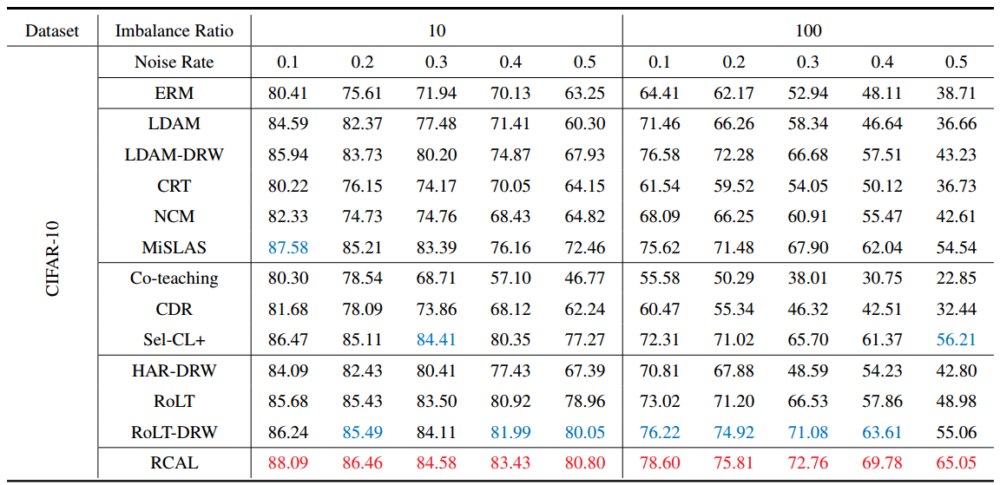 Dataset Imbalance Ratio 10 100
Noise Rate 0.1 0.2 0.3 0.4 0.5 0.1 0.2 0.3 0.4 0.5
ERM 80.41 75.61 71.94 70.13 63.25 64.41 62.17 52.94 48.11 38.71
LDAM 84.59 82.37 77.48 71.41 60.30 71.46 66.26 58.34 46.64 36.66
LDAM-DRW 85.94 83.73 80.20 74.87 67.93 76.58 72.28 66.68 57.51 43.23
CRT 80.22 76.15 74.17 70.05 64.15 61.54 59.52 54.05 50.12 36.73
NCM 82.33 74.73 74.76 68.43 64.82 68.09 66.25 60.91 55.47 42.61
MiSLAS 87.58 85.21 83.39 76.16 72.46 75.62 71.48 67.90 62.04 54.54
CIFAR-10
Co-teaching 80.30 78.54 68.71 57.10 46.77 55.58 50.29 38.01 30.75 22.85
CDR 81.68 78.09 73.86 68.12 62.24 60.47 55.34 46.32 42.51 32.44
Sel-CL+ 86.47 85.11 84.41 80.35 77.27 72.31 71.02 65.70 61.37 56.21
HAR-DRW 84.09 82.43 80.41 77.43 67.39 70.81 67.88 48.59 54.23 42.80
RoLT 85.68 85.43 83.50 80.92 78.96 73.02 71.20 66.53 57.86 48.98
RoLT-DRW 86.24 85.49 84.11 81.99 80.05 76.22 74.92 71.08 63.61 55.06
RCAL 88.09 86.46 84.58 83.43 80.80 78.60 75.81 72.76 69.78 65.05